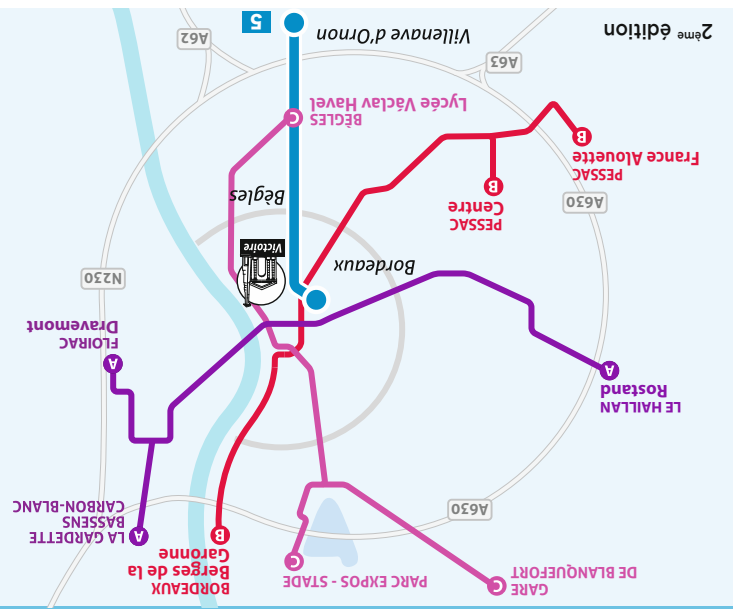 GARE
DE BLANQUEFORT
C
PARC EXPOS - STADE
C
BORDEAUX
Berges de la
Garonne
B
LA GARDETTE
BASSENS
CARBON-BLANC
A
A630
LE HAILLAN
Rostand
A
FLOIRAC
Dravemont
A
N230
Bordeaux
Victoire
Bègles
PESSAC
Centre
B
A630
PESSAC
France Alouette
B
BÈGLES
Lycée Václav Havel
C
A63
A62
Villenave d'Ornon
5
2ème édition